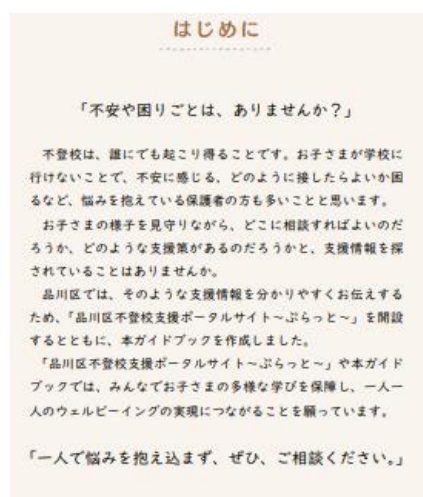 はじめに
「不安や困りごとは、ありませんか？」
不登校は、誰にでも起こり得ることです。お子さまが学校に
行けないことで、不安に感じる、どのように接したらよいか困
るなど、悩みを抱えている保護者の方も多いことと思います。
お子さまの様子を見守りながら、どこに相談すればよいのだ
ろうか、どのような支援策があるのだろうかと、支援情報を探
されていることはありませんか。
品川区では、そのような支援情報を分かりやすくお伝えする
ため、「品川区不登校支援ポータルサイト～ぷらっと～」を開設
するとともに、本ガイドブックを作成しました。
「品川区不登校支援ポータルサイト～ぷらっと～」や本ガイド
ブックでは、みんなでお子さまの多様な学びを保障し、一人一
人のウェルビーイングの実現につながることを願っています。
「一人で悩みを抱え込まず、ぜひ、ご相談ください。」